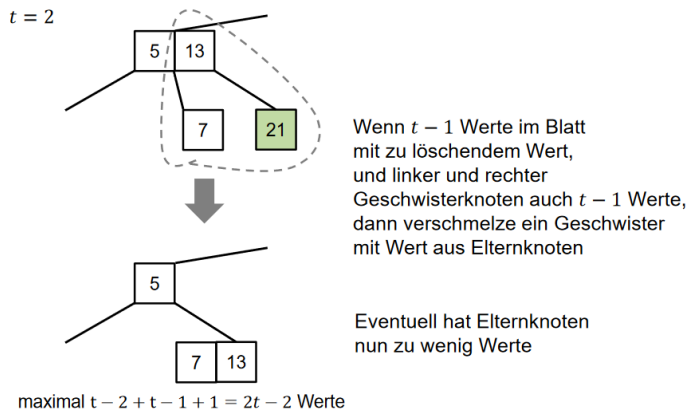 t = 2
5 13
7 21
Wenn t − 1 Werte im Blatt
mit zu löschendem Wert,
und linker und rechter
Geschwisterknoten auch t − 1 Werte,
dann verschmelze ein Geschwister
mit Wert aus Elternknoten
5
Eventuell hat Elternknoten
nun zu wenig Werte
7 13
maximal t − 2 + t − 1 + 1 = 2t − 2 Werte